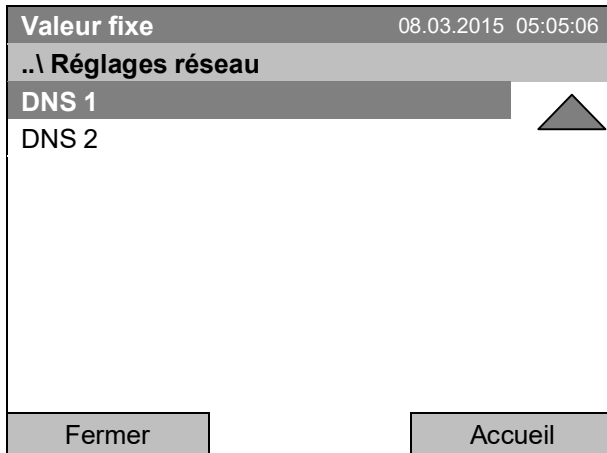 Valeur fixe 08.03.2015 05:05:06
..\ Réglages réseau
DNS 1
DNS 2
Fermer Accueil